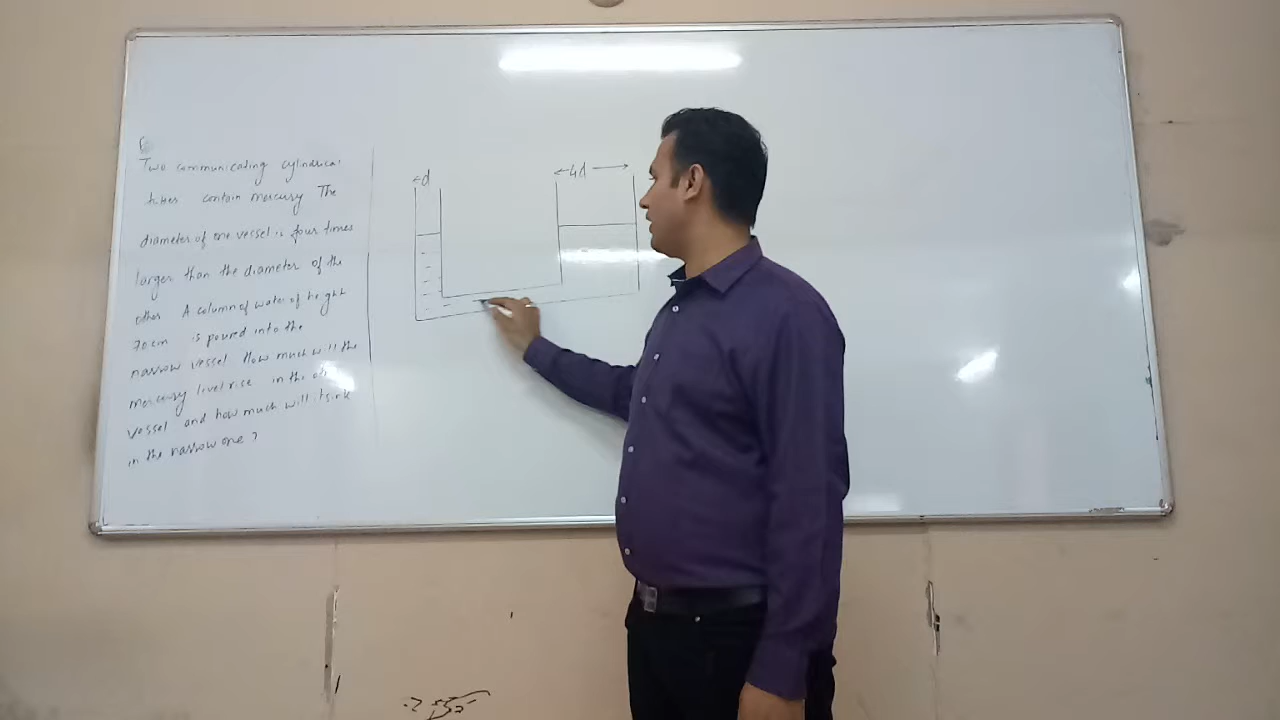 Two communicating cylindrical
tubes contain mercury The
diameter of one vessel is four times
larger than the diameter of the
other A column of water of height
70 cm is poured into the
narrow vessel How much will the
mercury level rise in the
vessel and how much will it sink
in the narrow one ?
d
4d